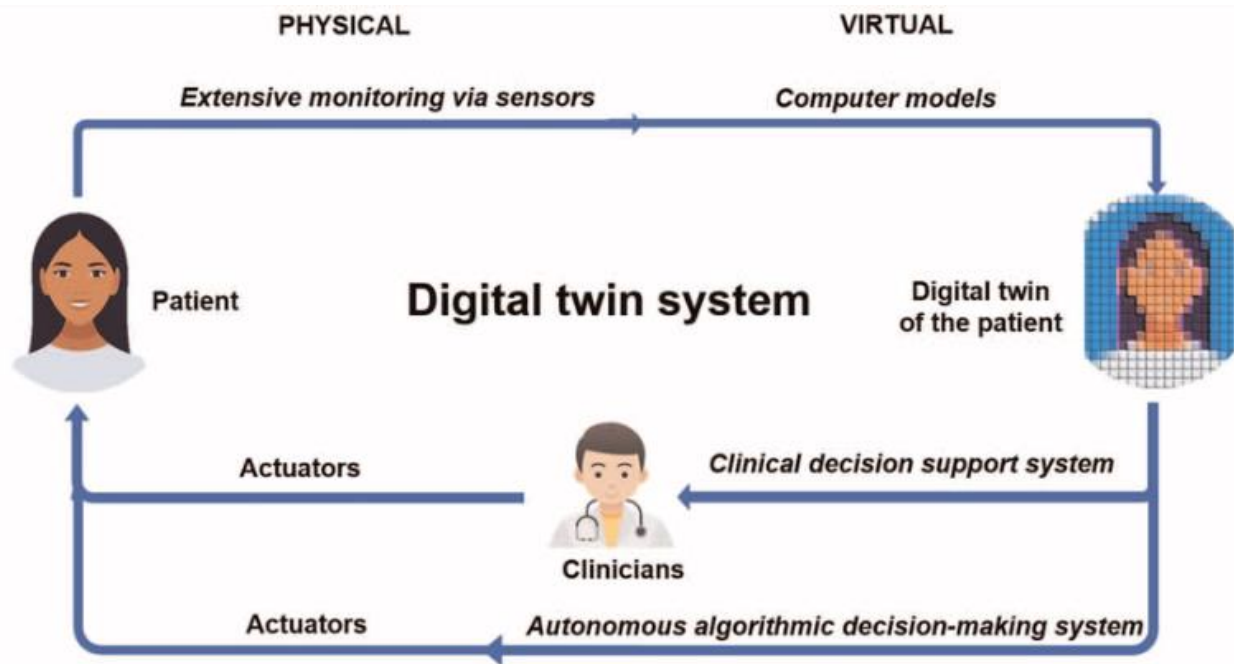 PHYSICAL
VIRTUAL
Extensive monitoring via sensors
Computer models
Patient
Digital twin system
Digital twin
of the patient
Actuators
Clinical decision support system
Clinicians
Actuators
Autonomous algorithmic decision-making system